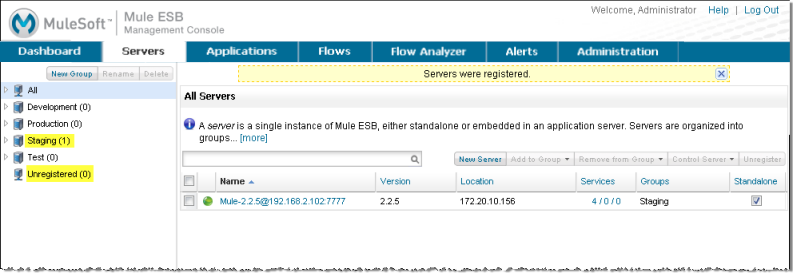 Welcome, Administrator Help | Log Out
MuleSoft™ Mule ESB
Management Console
Dashboard Servers Applications Flows Flow Analyzer Alerts Administration
New Group Rename Delete
Servers were registered.
All
Development (0)
Production (0)
Staging (1)
Test (0)
Unregistered (0)
All Servers
A server is a single instance of Mule ESB, either standalone or embedded in an application server. Servers are organized into
groups... [more]
New Server Add to Group Remove from Group Control Server Unregister
Name Version Location Services Groups Standalone
Mule-2.2.5@192.168.2.102:7777 2.2.5 172.20.10.156 4 / 0 / 0 Staging